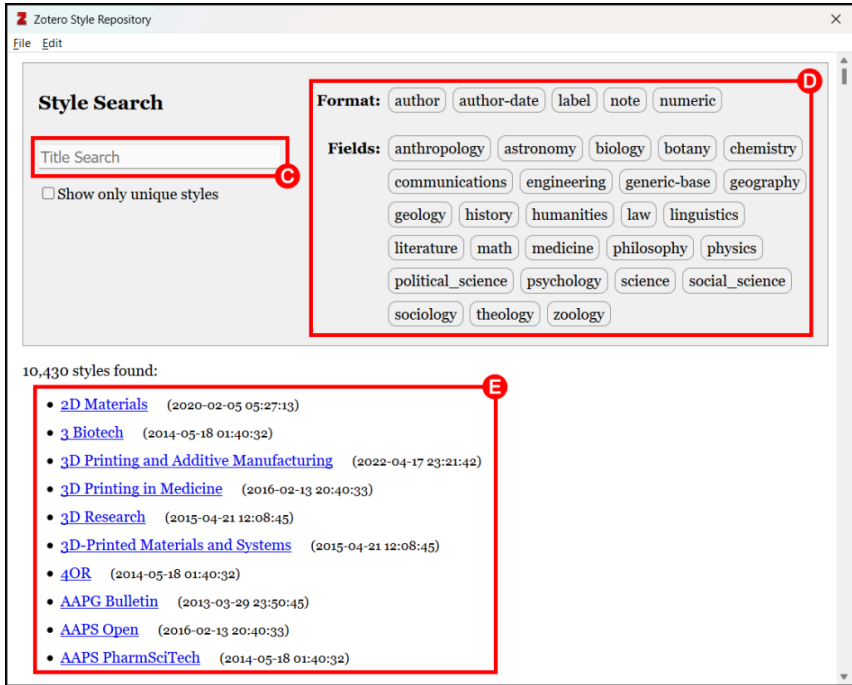 Zotero Style Repository
File Edit
Style Search
Title Search
C
Show only unique styles
D
Format: author author-date label note numeric
Fields: anthropology astronomy biology botany chemistry
communications engineering generic-base geography
geology history humanities law linguistics
literature math medicine philosophy physics
political_science psychology science social_science
sociology theology zoology
10,430 styles found:
E
2D Materials (2020-02-05 05:27:13)
3 Biotech (2014-05-18 01:40:32)
3D Printing and Additive Manufacturing (2022-04-17 23:21:42)
3D Printing in Medicine (2016-02-13 20:40:33)
3D Research (2015-04-21 12:08:45)
3D-Printed Materials and Systems (2015-04-21 12:08:45)
4OR (2014-05-18 01:40:32)
AAPG Bulletin (2013-03-29 23:50:45)
AAPS Open (2016-02-13 20:40:33)
AAPS PharmSciTech (2014-05-18 01:40:32)